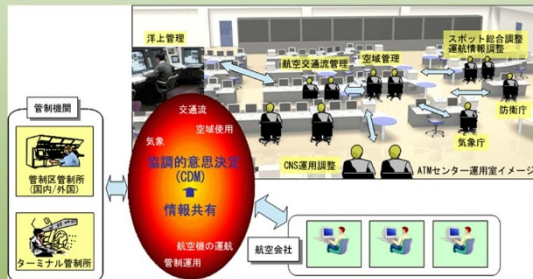 洋上管理
スポット総合調整
運航情報調整
航空交通流管理
空域管理
防衛庁
気象庁
CNS運用調整
ATMセンター運用室イメージ
管制機関
管制区管制所
(国内/外国)
ターミナル管制所
交通流
空域使用
気象
協調的意思決定
(CDM)
情報共有
航空機の運航
管制運用
航空会社